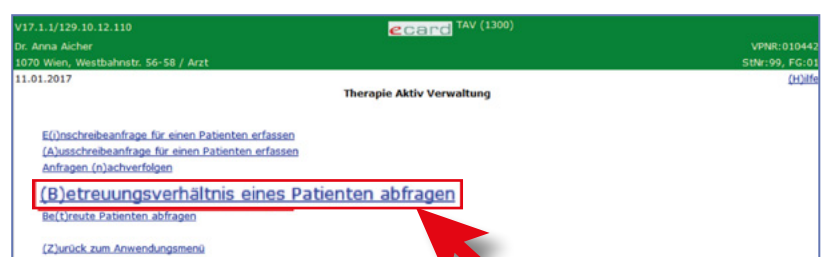 V17.1.1/129.10.12.110
ecard TAV (1300)
Dr. Anna Aicher
VPNR:010442
1070 Wien, Westbahnstr. 56-58 / Arzt
StNr:99, FG:01
11.01.2017
(H)ilfe
Therapie Aktiv Verwaltung
E(i)nschreibeanfrage für einen Patienten erfassen
(A)usschreibeanfrage für einen Patienten erfassen
Anfragen (n)achverfolgen
(B)etreuungsverhältnis eines Patienten abfragen
Be(t)reute Patienten abfragen
(Z)urück zum Anwendungsmenü